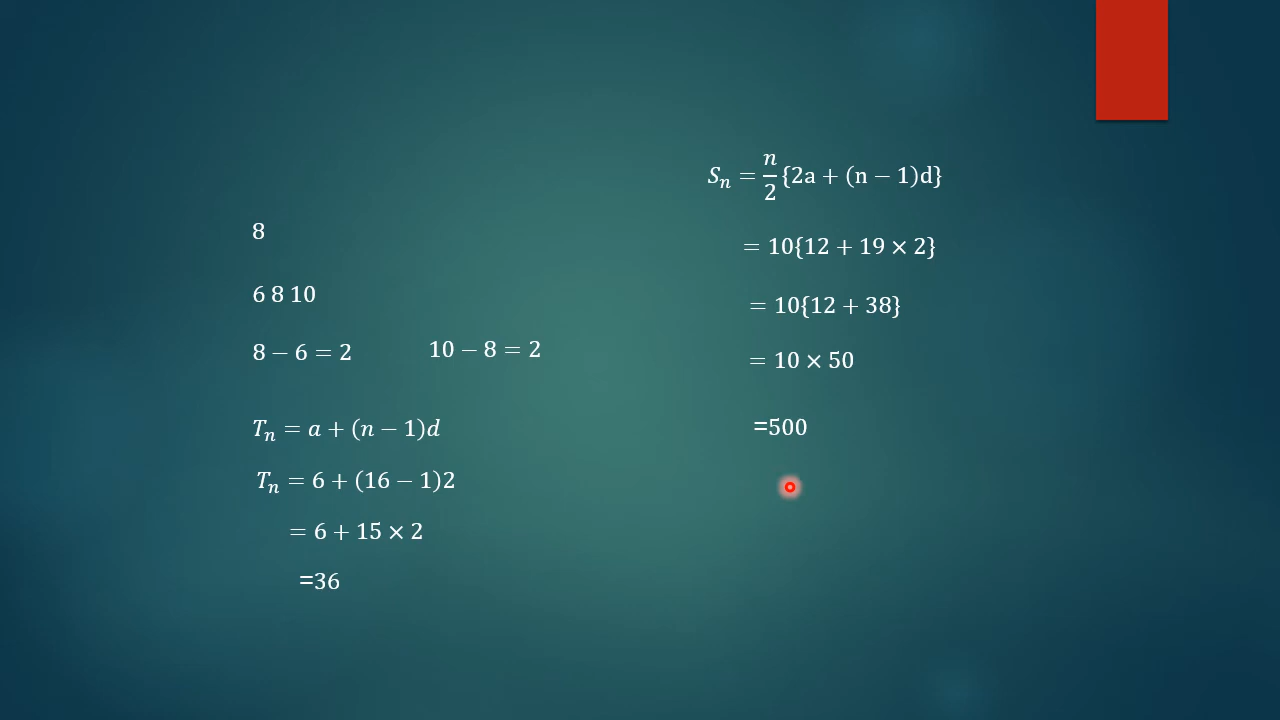 8
6 8 10
8 − 6 = 2
10 − 8 = 2
Tₙ = a + (n − 1)d
Tₙ = 6 + (16 − 1)2
= 6 + 15 × 2
=36
Sₙ = n/2 {2a + (n − 1)d}
= 10{12 + 19 × 2}
= 10{12 + 38}
= 10 × 50
=500